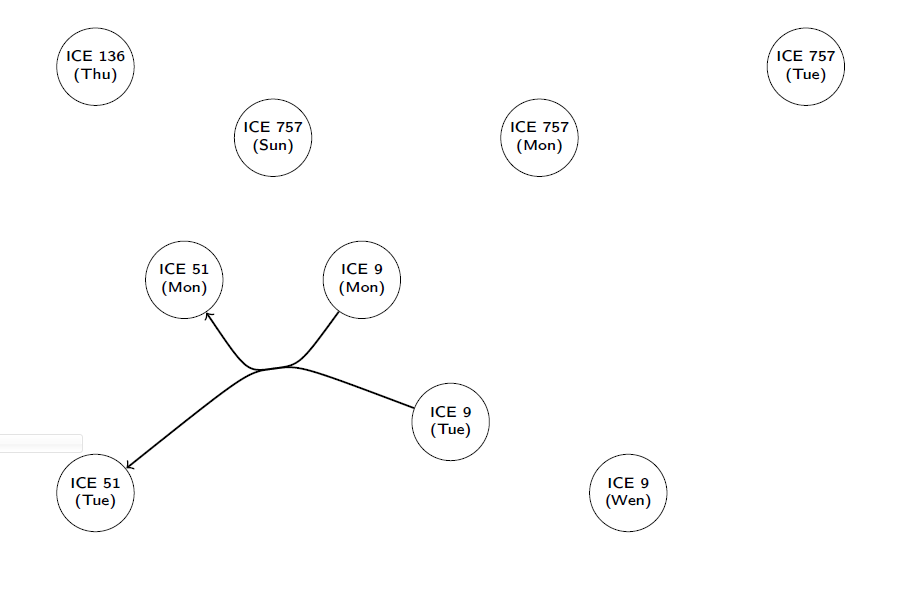 ICE 136
(Thu)
ICE 757
(Tue)
ICE 757
(Sun)
ICE 757
(Mon)
ICE 51
(Mon)
ICE 9
(Mon)
ICE 9
(Tue)
ICE 51
(Tue)
ICE 9
(Wen)